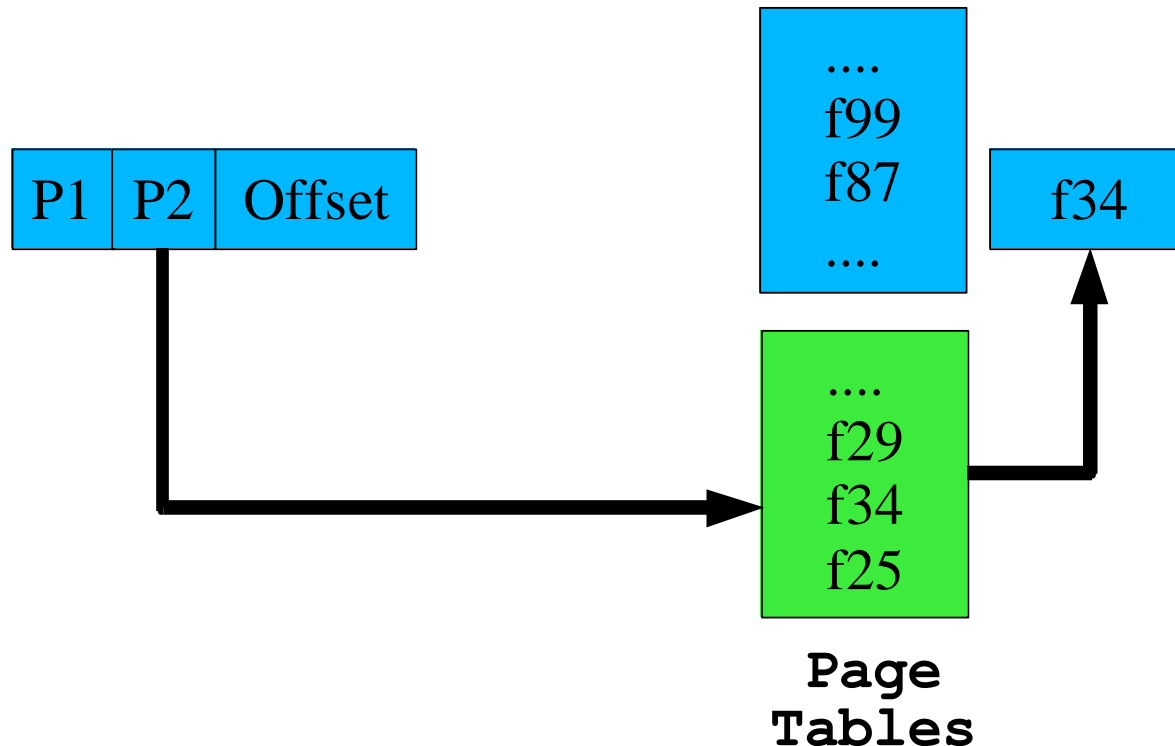 P1 P2 Offset
....
f99
f87
....
f34
....
f29
f34
f25
Page
Tables